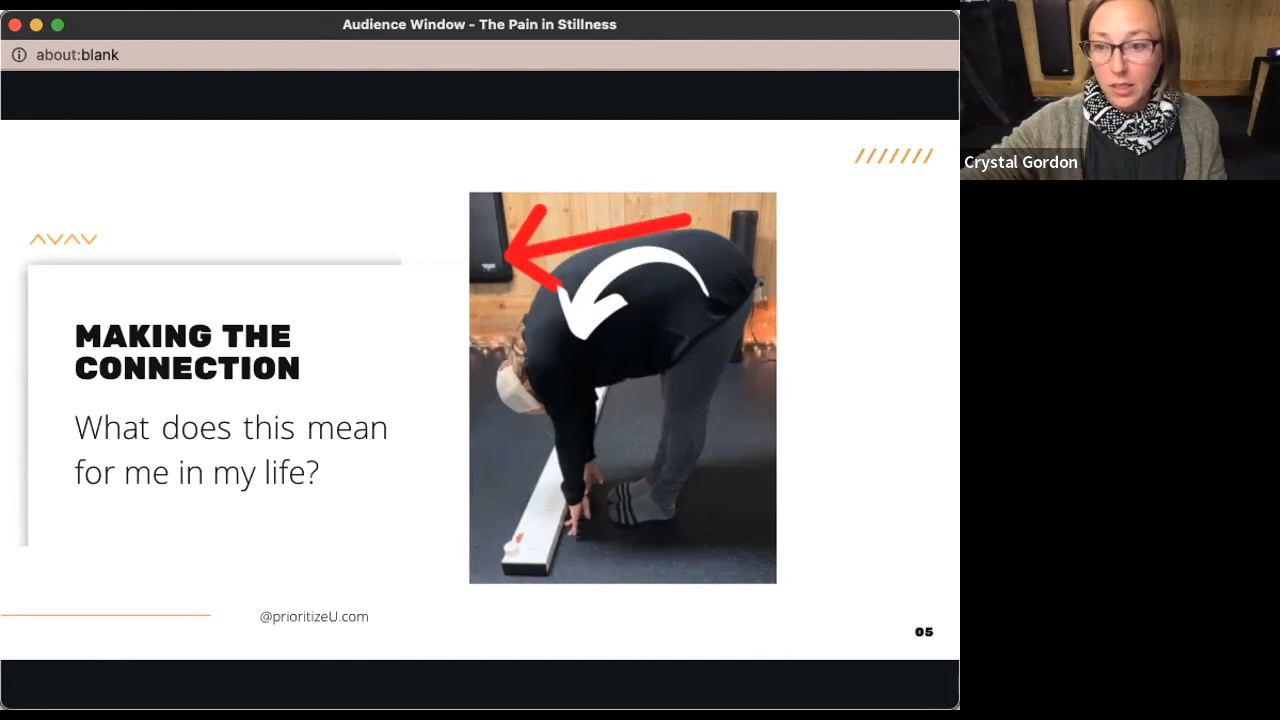 Audience Window - The Pain in Stillness
about:blank
Crystal Gordon
MAKING THE
CONNECTION
What does this mean
for me in my life?
@prioritizeU.com
05